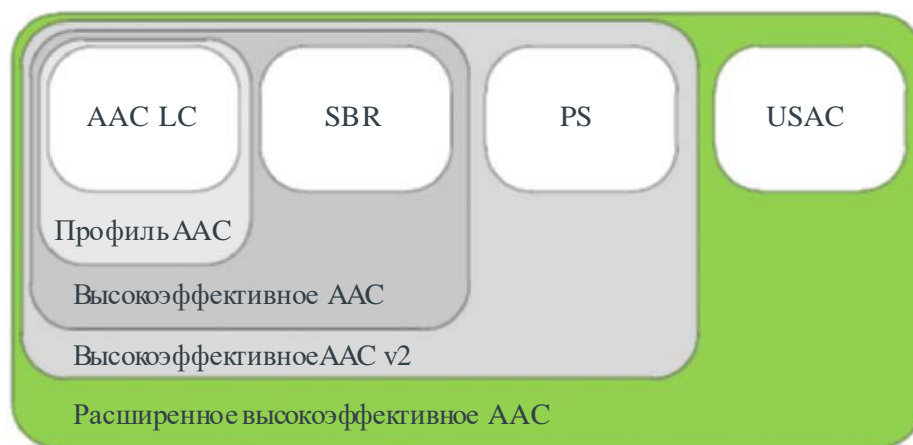 AAC LC SBR PS USAC
Профиль AAC
Высокоэффективное AAC
Высокоэффективное AAC v2
Расширенное высокоэффективное AAC